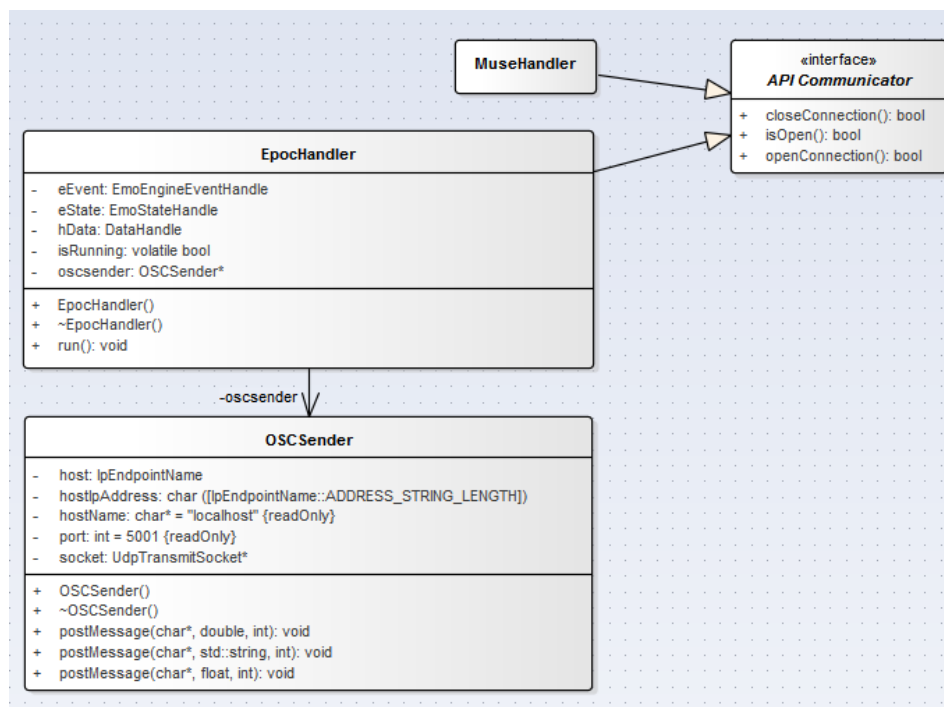 MuseHandler
«interface»
API Communicator
+ closeConnection(): bool
+ isOpen(): bool
+ openConnection(): bool
EpocHandler
- eEvent: EmoEngineEventHandle
- eState: EmoStateHandle
- hData: DataHandle
- isRunning: volatile bool
- oscsender: OSCSender*
+ EpocHandler()
+ ~EpocHandler()
+ run(): void
-oscsender
OSCSender
- host: IpEndpointName
- hostIpAddress: char ([IpEndpointName::ADDRESS_STRING_LENGTH])
- hostName: char* = "localhost" {readOnly}
- port: int = 5001 {readOnly}
- socket: UdpTransmitSocket*
+ OSCSender()
+ ~OSCSender()
+ postMessage(char*, double, int): void
+ postMessage(char*, std::string, int): void
+ postMessage(char*, float, int): void